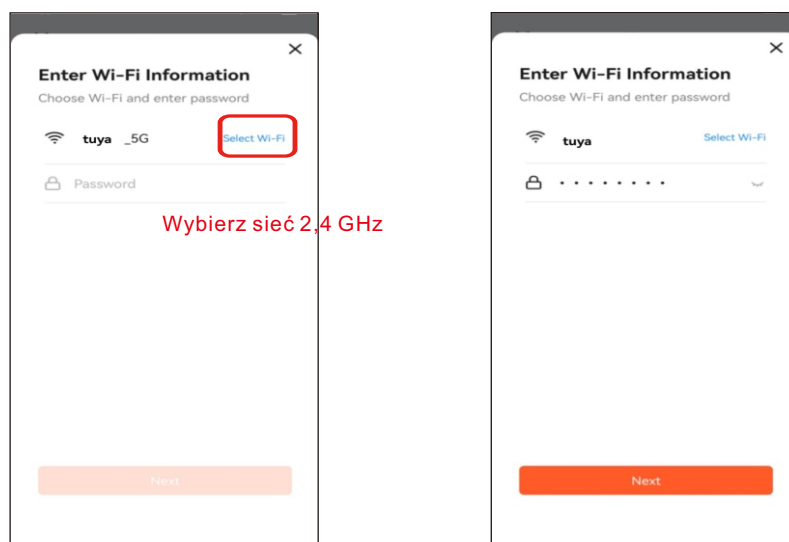 Enter Wi-Fi Information
Choose Wi-Fi and enter password
tuya _5G Select Wi-Fi
Password
Wybierz sieć 2,4 GHz
Next
Enter Wi-Fi Information
Choose Wi-Fi and enter password
tuya Select Wi-Fi
Next